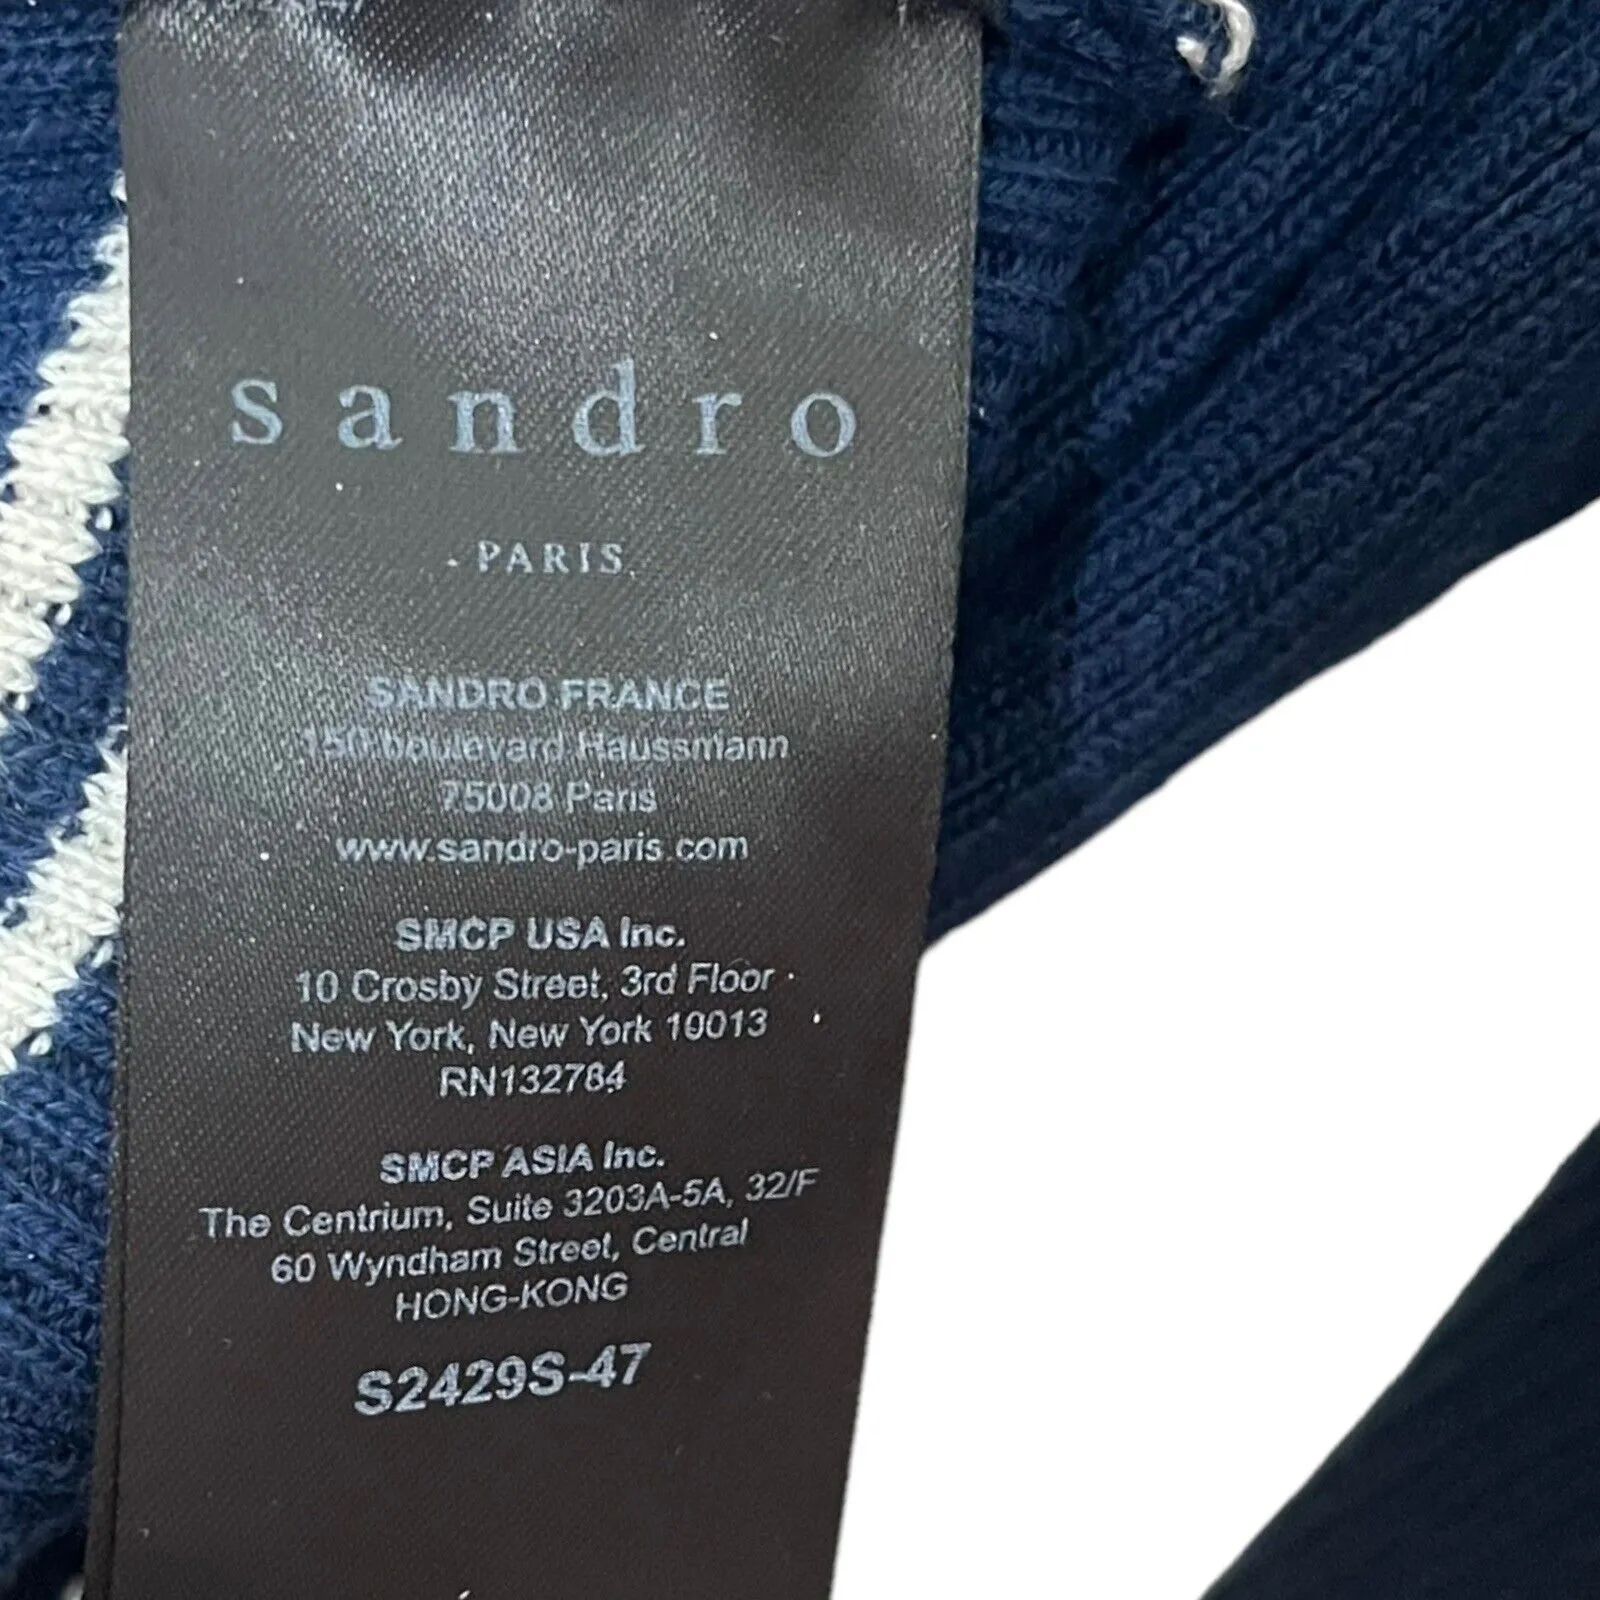 sandro
PARIS
SANDRO FRANCE
150 boulevard Haussmann
75008 Paris
www.sandro-paris.com
SMCP USA Inc.
10 Crosby Street, 3rd Floor
New York, New York 10013
RN132784
SMCP ASIA Inc.
The Centrium, Suite 3203A-5A, 32/F
60 Wyndham Street, Central
HONG-KONG
S2429S-47